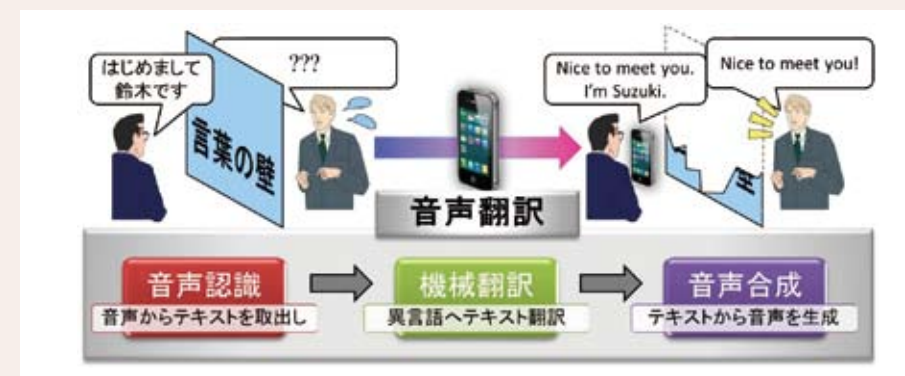 はじめまして
鈴木です
???
言葉の壁
Nice to meet you.
I'm Suzuki.
Nice to meet you!
壁
音声翻訳
音声認識
音声からテキストを取出し
機械翻訳
異言語へテキスト翻訳
音声合成
テキストから音声を生成